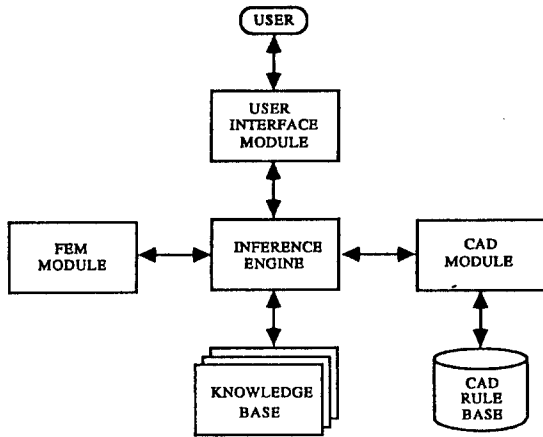 USER
USER
INTERFACE
MODULE
FEM
MODULE
INFERENCE
ENGINE
CAD
MODULE
KNOWLEDGE
BASE
CAD
RULE
BASE